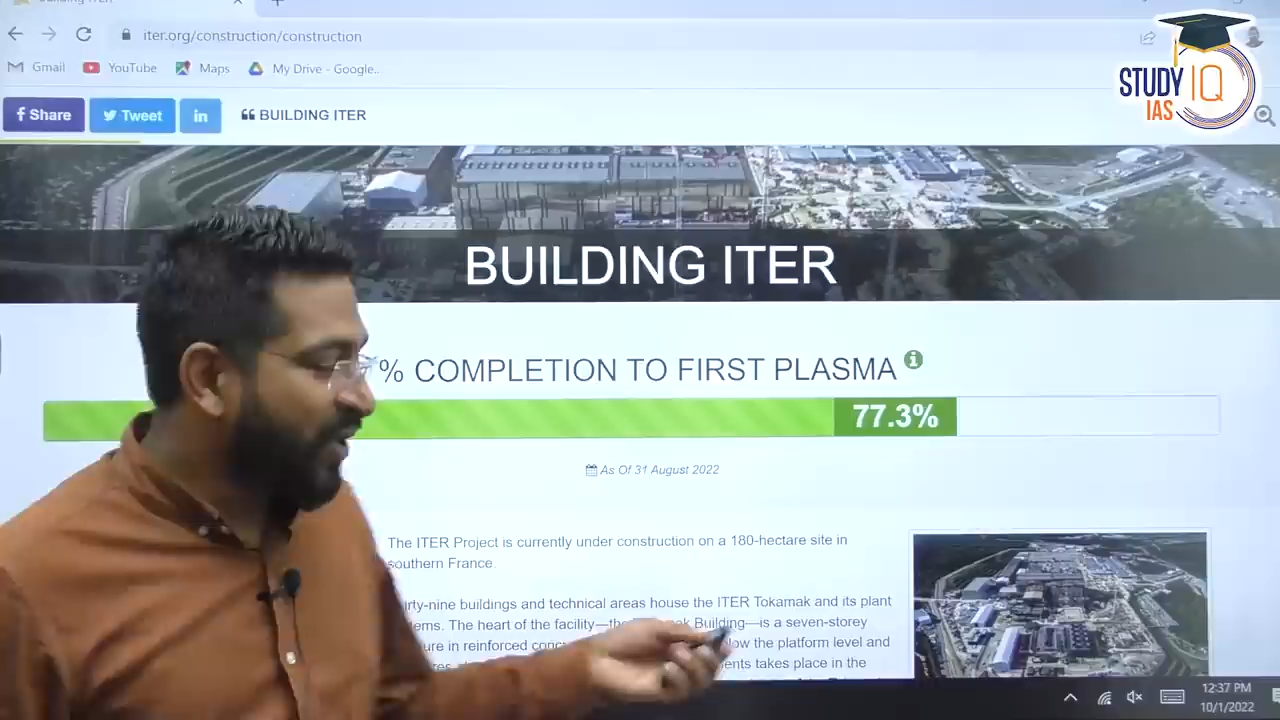 iter.org/construction/construction
Gmail YouTube Maps My Drive - Google..
STUDY IQ
IAS
Share Tweet in BUILDING ITER
BUILDING ITER
% COMPLETION TO FIRST PLASMA
77.3%
As Of 31 August 2022
The ITER Project is currently under construction on a 180-hectare site in
southern France.
buildings and technical areas house the ITER Tokamak and its plant
The heart of the facility—the Building—is a seven-storey
in reinforced the platform level and
takes place in the
12:37 PM
10/1/2022